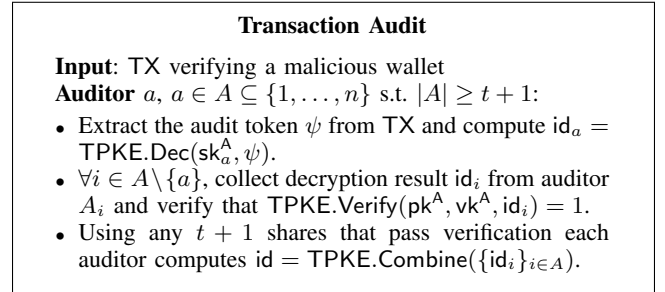 Transaction Audit
Input: TX verifying a malicious wallet
Auditor a, a ∈ A ⊆ {1, . . . , n} s.t. |A| ≥ t + 1:
• Extract the audit token ψ from TX and compute id_a =
TPKE.Dec(sk_a^A, ψ).
• ∀i ∈ A\{a}, collect decryption result id_i from auditor
A_i and verify that TPKE.Verify(pk^A, vk^A, id_i) = 1.
• Using any t + 1 shares that pass verification each
auditor computes id = TPKE.Combine({id_i}_{i∈A}).